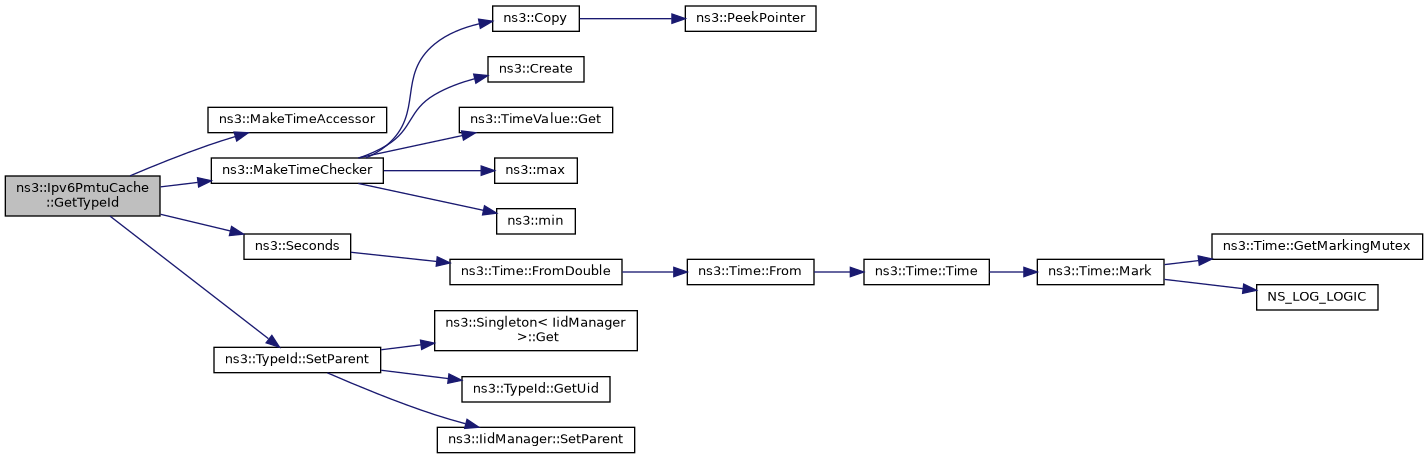 ns3::Ipv6PmtuCache
::GetTypeId
ns3::MakeTimeAccessor
ns3::MakeTimeChecker
ns3::Copy
ns3::PeekPointer
ns3::Create
ns3::TimeValue::Get
ns3::max
ns3::min
ns3::Seconds
ns3::Time::FromDouble
ns3::Time::From
ns3::Time::Time
ns3::Time::Mark
ns3::Time::GetMarkingMutex
NS_LOG_LOGIC
ns3::TypeId::SetParent
ns3::Singleton< IidManager
>::Get
ns3::TypeId::GetUid
ns3::IidManager::SetParent